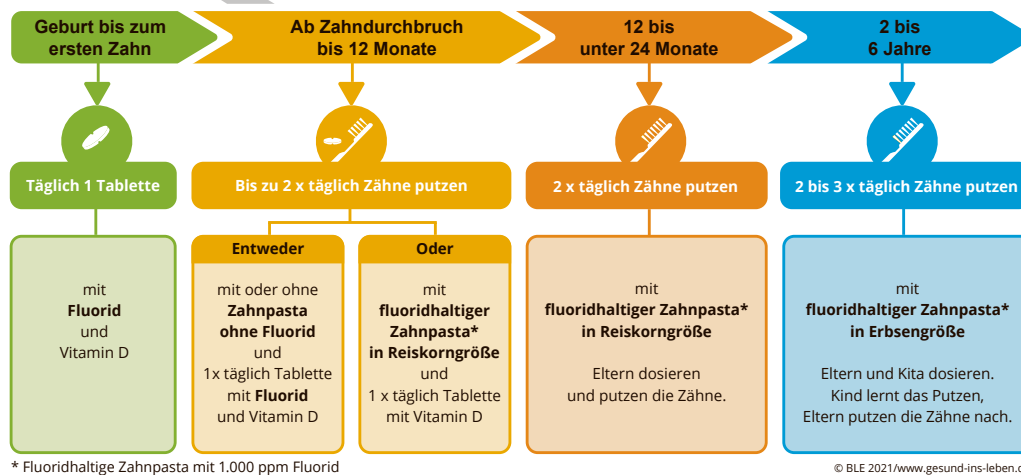 Geburt bis zum
ersten Zahn
Ab Zahndurchbruch
bis 12 Monate
12 bis
unter 24 Monate
2 bis
6 Jahre
Täglich 1 Tablette
Bis zu 2 x täglich Zähne putzen
2 x täglich Zähne putzen
2 bis 3 x täglich Zähne putzen
mit
Fluorid
und
Vitamin D
Entweder
mit oder ohne
Zahnpasta
ohne Fluorid
und
1x täglich Tablette
mit Fluorid
und Vitamin D
Oder
mit
fluoridhaltiger
Zahnpasta*
in Reiskorngröße
und
1 x täglich Tablette
mit Vitamin D
mit
fluoridhaltiger Zahnpasta*
in Reiskorngröße
Eltern dosieren
und putzen die Zähne.
mit
fluoridhaltiger Zahnpasta*
in Erbsengröße
Eltern und Kita dosieren.
Kind lernt das Putzen,
Eltern putzen die Zähne nach.
* Fluoridhaltige Zahnpasta mit 1.000 ppm Fluorid
© BLE 2021/www.gesund-ins-leben.d